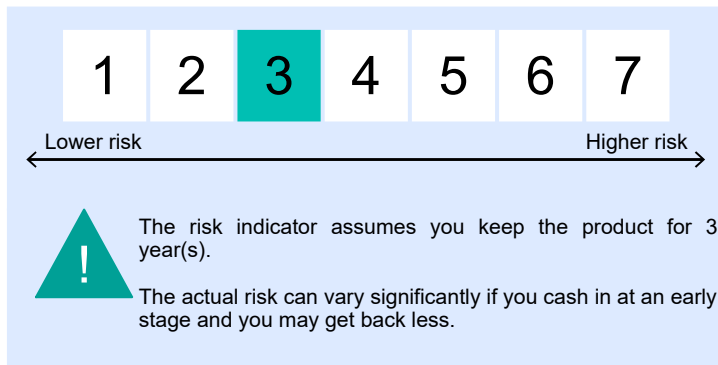 1 2 3 4 5 6 7
Lower risk Higher risk
!
The risk indicator assumes you keep the product for 3
year(s).
The actual risk can vary significantly if you cash in at an early
stage and you may get back less.